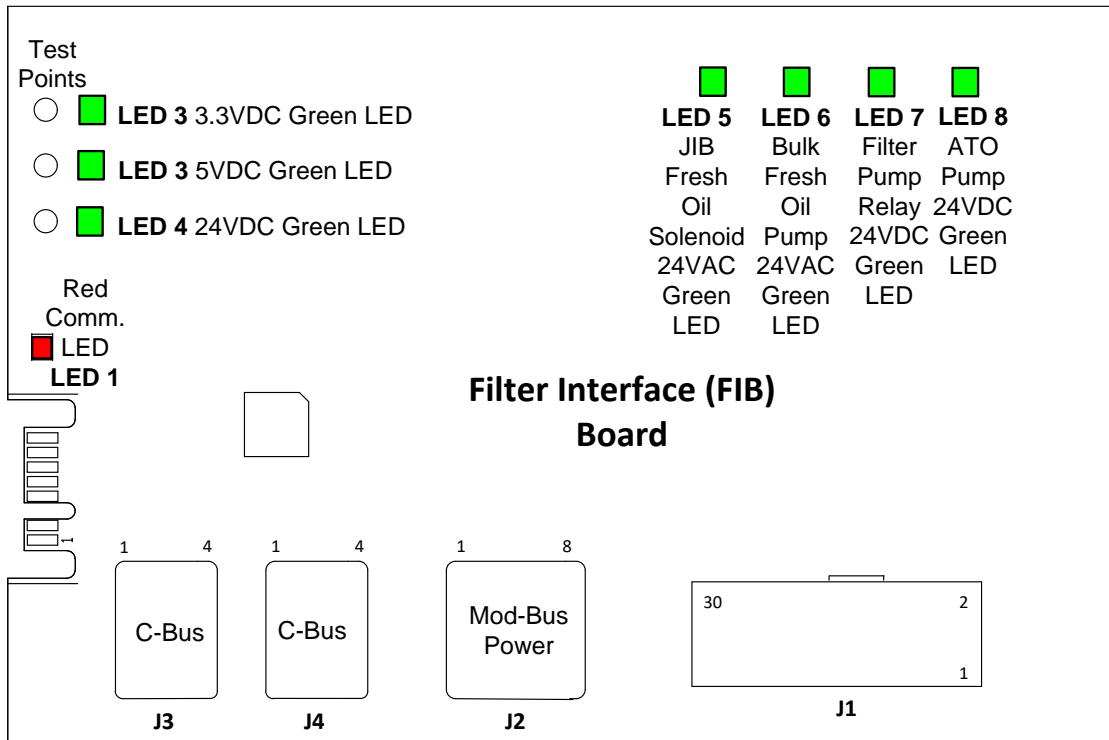 Test
Points
LED 3 3.3VDC Green LED
LED 3 5VDC Green LED
LED 4 24VDC Green LED
Red
Comm.
LED
LED 1
LED 5
JIB
Fresh
Oil
Solenoid
24VAC
Green
LED
LED 6
Bulk
Fresh
Oil
Pump
24VAC
Green
LED
LED 7
Filter
Pump
Relay
24VDC
Green
LED
LED 8
ATO
Pump
24VDC
Green
LED
Filter Interface (FIB)
Board
1
1 4
C-Bus
J3
1 4
C-Bus
J4
1 8
Mod-Bus
Power
J2
30 2
1
J1